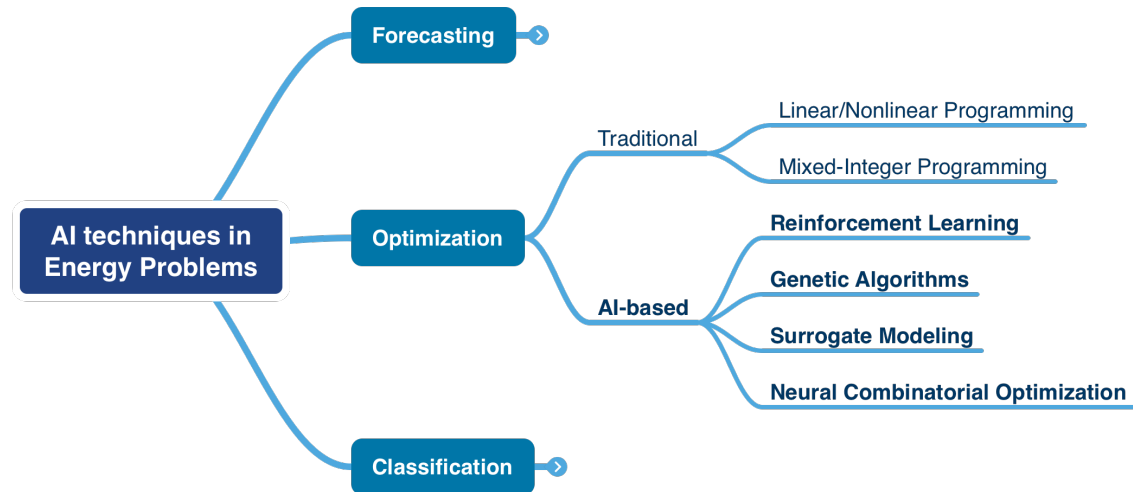 Forecasting
Linear/Nonlinear Programming
Traditional
Mixed-Integer Programming
AI techniques in
Energy Problems
Optimization
Reinforcement Learning
Genetic Algorithms
AI-based
Surrogate Modeling
Neural Combinatorial Optimization
Classification